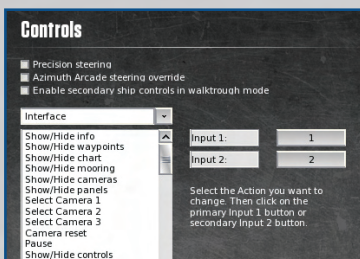 Controls
Precision steering
Azimuth Arcade steering override
Enable secondary ship controls in walktrough mode
Interface
Show/Hide info
Show/Hide waypoints
Show/Hide chart
Show/Hide mooring
Show/Hide cameras
Show/Hide panels
Select Camera 1
Select Camera 2
Select Camera 3
Camera reset
Pause
Show/Hide controls
Input 1: 1
Input 2: 2
Select the Action you want to
change. Then click on the
primary Input 1 button or
secondary Input 2 button.